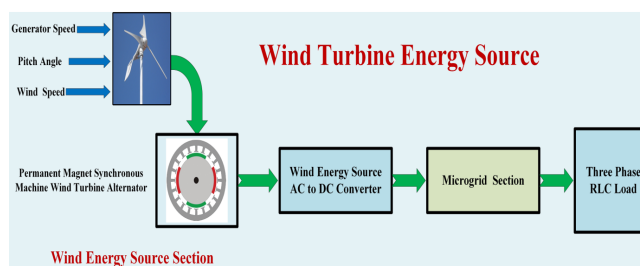 Generator Speed
Wind Turbine Energy Source
Pitch Angle
Wind Speed
Permanent Magnet Synchronous
Machine Wind Turbine Alternator
Wind Energy Source
AC to DC Converter
Microgrid Section
Three Phase
RLC Load
Wind Energy Source Section